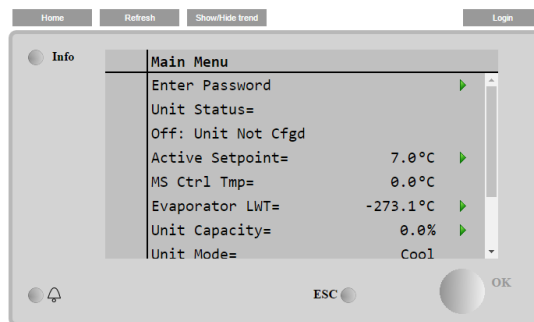 Home Refresh Show/Hide trend Login
Info
Main Menu
Enter Password
Unit Status=
Off: Unit Not Cfgd
Active Setpoint= 7.0°C
MS Ctrl Tmp= 0.0°C
Evaporator LWT= -273.1°C
Unit Capacity= 0.0%
Unit Mode= Cool
ESC OK